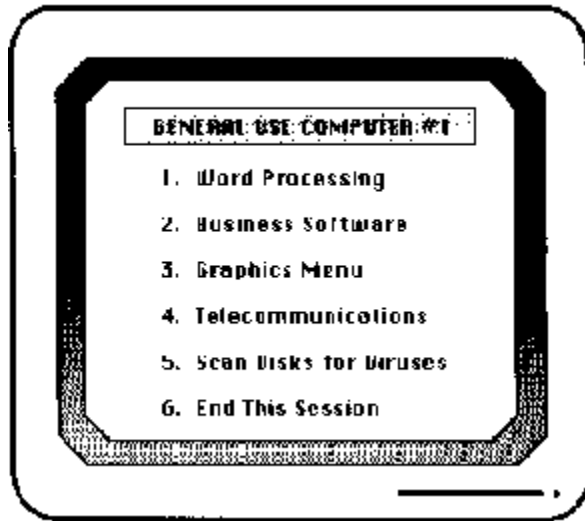 GENERAL USE COMPUTER #1
1. Word Processing
2. Business Software
3. Graphics Menu
4. Telecommunications
5. Scan Disks for Viruses
6. End This Session